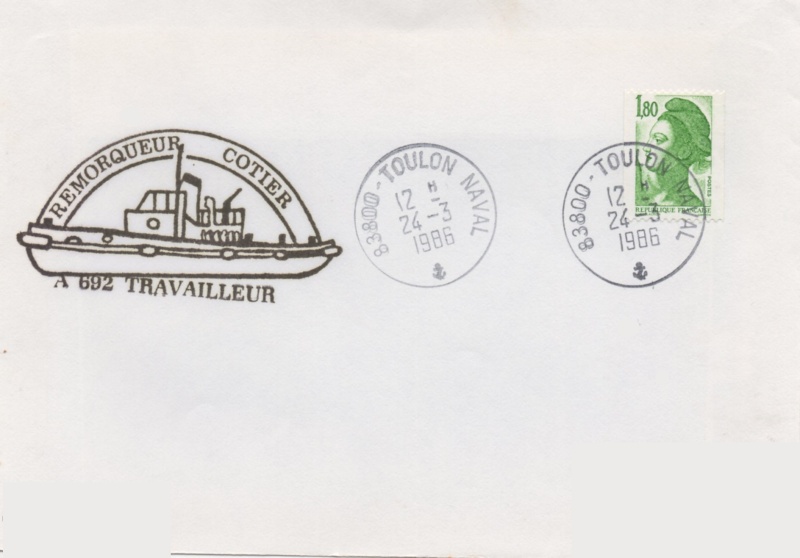 REMORQUEUR COTIER
A 692 TRAVAILLEUR
83800-TOULON NAVAL
12 H
24-3
1986
1,80
POSTES
REPUBLIQUE FRANÇAISE
83800-TOULON NAVAL
12 H
24-3
1986